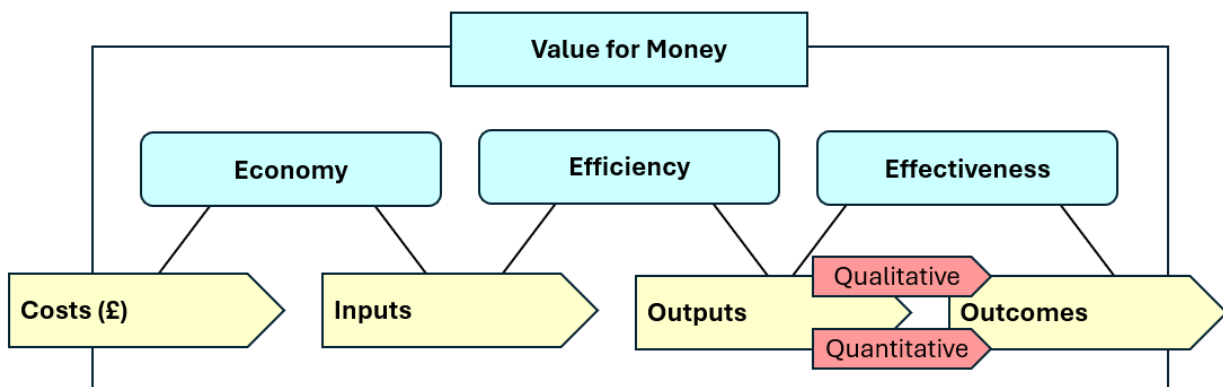 Value for Money
Economy
Efficiency
Effectiveness
Costs (£)
Inputs
Outputs
Qualitative
Quantitative
Outcomes